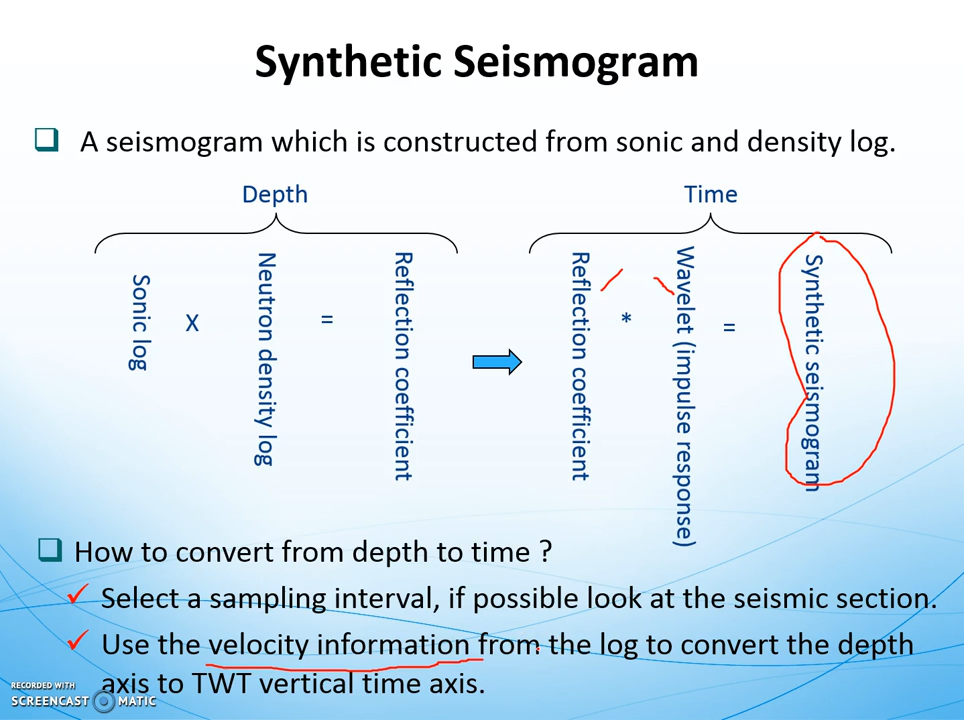 Synthetic Seismogram
A seismogram which is constructed from sonic and density log.
Depth
Time
Sonic log
X
Neutron density log
=
Reflection coefficient
Reflection coefficient
*
Wavelet (impulse response)
=
Synthetic seismogram
How to convert from depth to time ?
Select a sampling interval, if possible look at the seismic section.
Use the velocity information from the log to convert the depth
axis to TWT vertical time axis.
RECORDED WITH
SCREENCAST MATIC